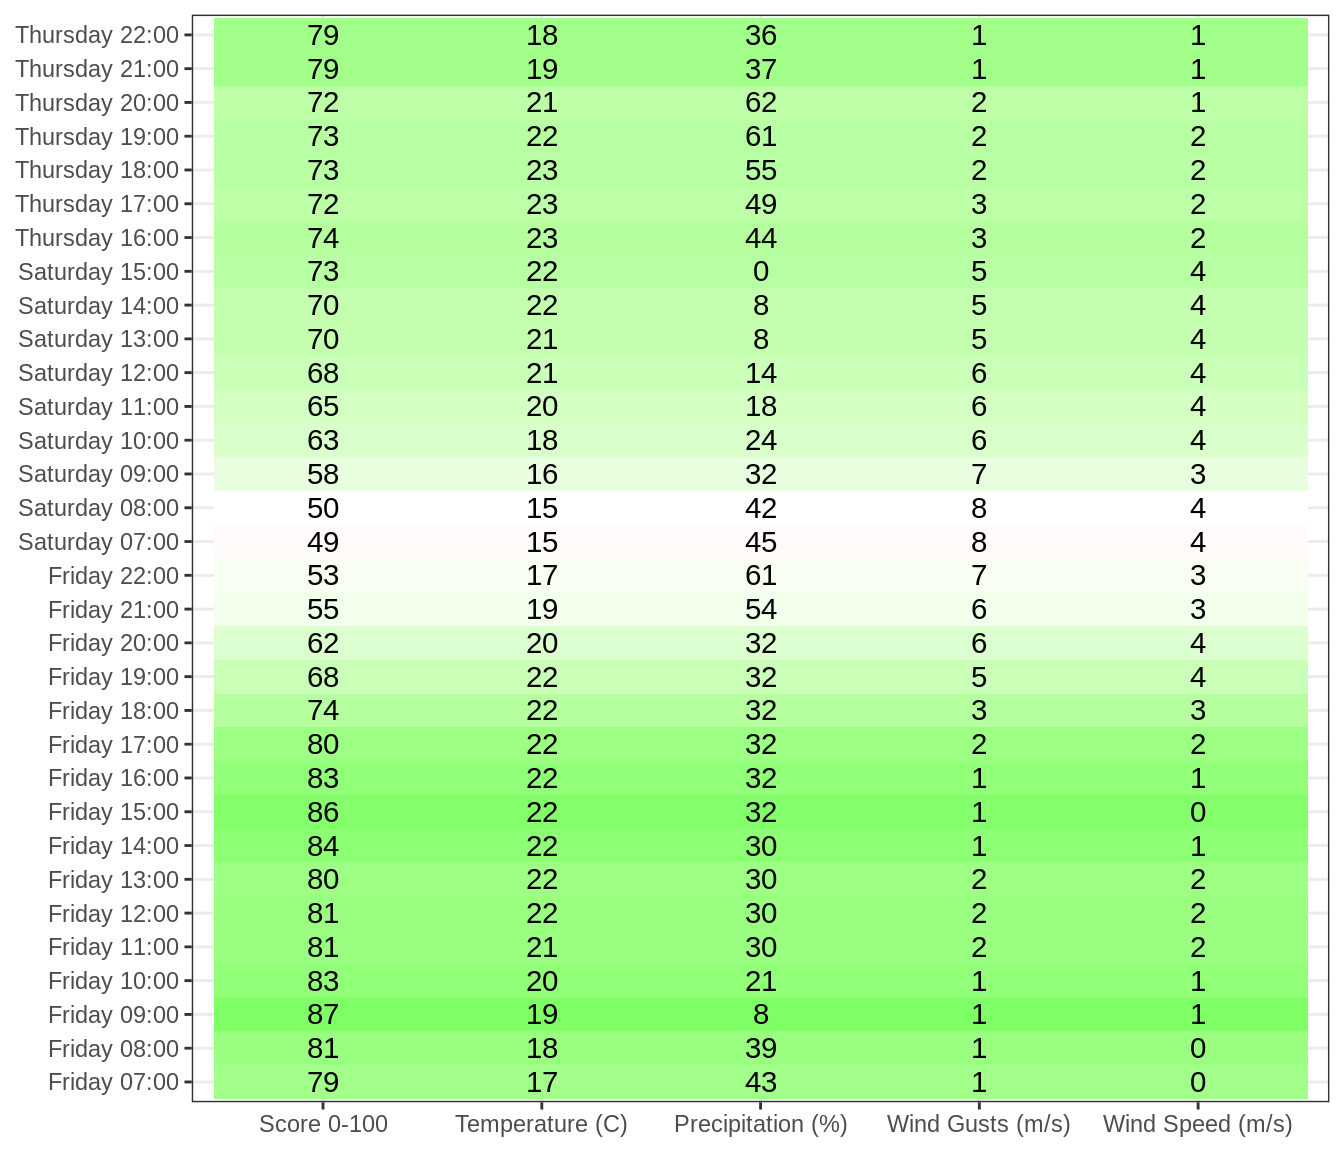 Thursday 22:00 79 18 36 1 1
Thursday 21:00 79 19 37 1 1
Thursday 20:00 72 21 62 2 1
Thursday 19:00 73 22 61 2 2
Thursday 18:00 73 23 55 2 2
Thursday 17:00 72 23 49 3 2
Thursday 16:00 74 23 44 3 2
Saturday 15:00 73 22 0 5 4
Saturday 14:00 70 22 8 5 4
Saturday 13:00 70 21 8 5 4
Saturday 12:00 68 21 14 6 4
Saturday 11:00 65 20 18 6 4
Saturday 10:00 63 18 24 6 4
Saturday 09:00 58 16 32 7 3
Saturday 08:00 50 15 42 8 4
Saturday 07:00 49 15 45 8 4
Friday 22:00 53 17 61 7 3
Friday 21:00 55 19 54 6 3
Friday 20:00 62 20 32 6 4
Friday 19:00 68 22 32 5 4
Friday 18:00 74 22 32 3 3
Friday 17:00 80 22 32 2 2
Friday 16:00 83 22 32 1 1
Friday 15:00 86 22 32 1 0
Friday 14:00 84 22 30 1 1
Friday 13:00 80 22 30 2 2
Friday 12:00 81 22 30 2 2
Friday 11:00 81 21 30 2 2
Friday 10:00 83 20 21 1 1
Friday 09:00 87 19 8 1 1
Friday 08:00 81 18 39 1 0
Friday 07:00 79 17 43 1 0
Score 0-100 Temperature (C) Precipitation (%) Wind Gusts (m/s) Wind Speed (m/s)